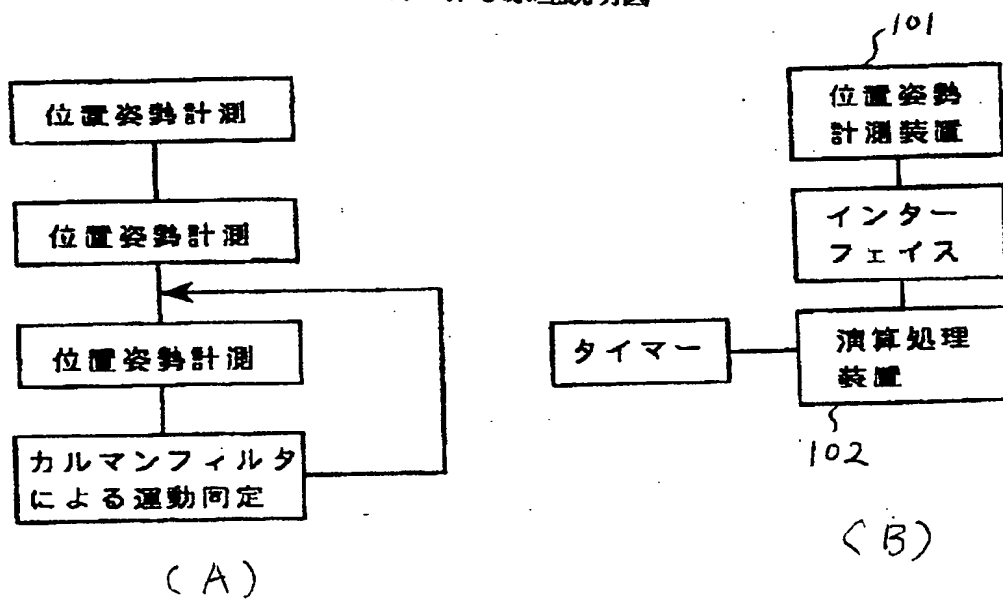 位置姿勢計測
位置姿勢計測
位置姿勢計測
カルマンフィルタ
による運動同定
(A)
101
位置姿勢
計測装置
インター
フェイス
タイマー
演算処理
装置
102
(B)